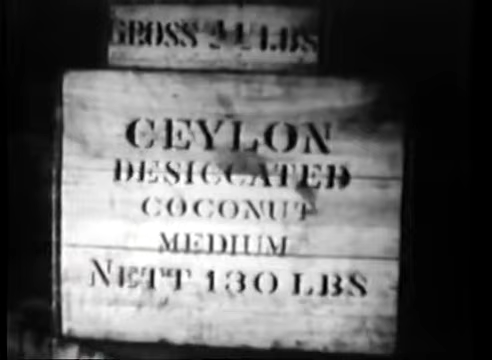 GROSS LBS
CEYLON
DESICCATED
COCONUT
MEDIUM
NETT 130 LBS